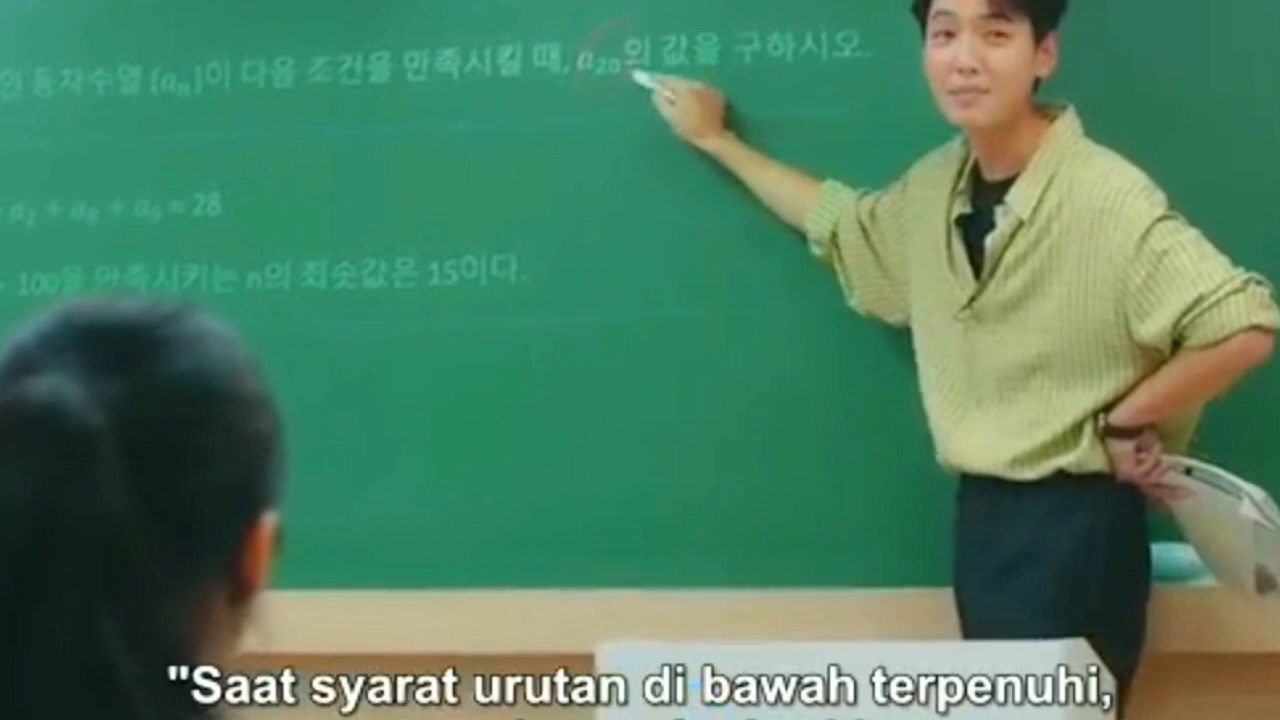 인 등차수열 {aₙ}이 다음 조건을 만족시킬 때, a₂₀의 값을 구하시오.
a₂ + a₈ + a₉ = 28
100을 만족시키는 n의 최솟값은 15이다.
"Saat syarat urutan di bawah terpenuhi,